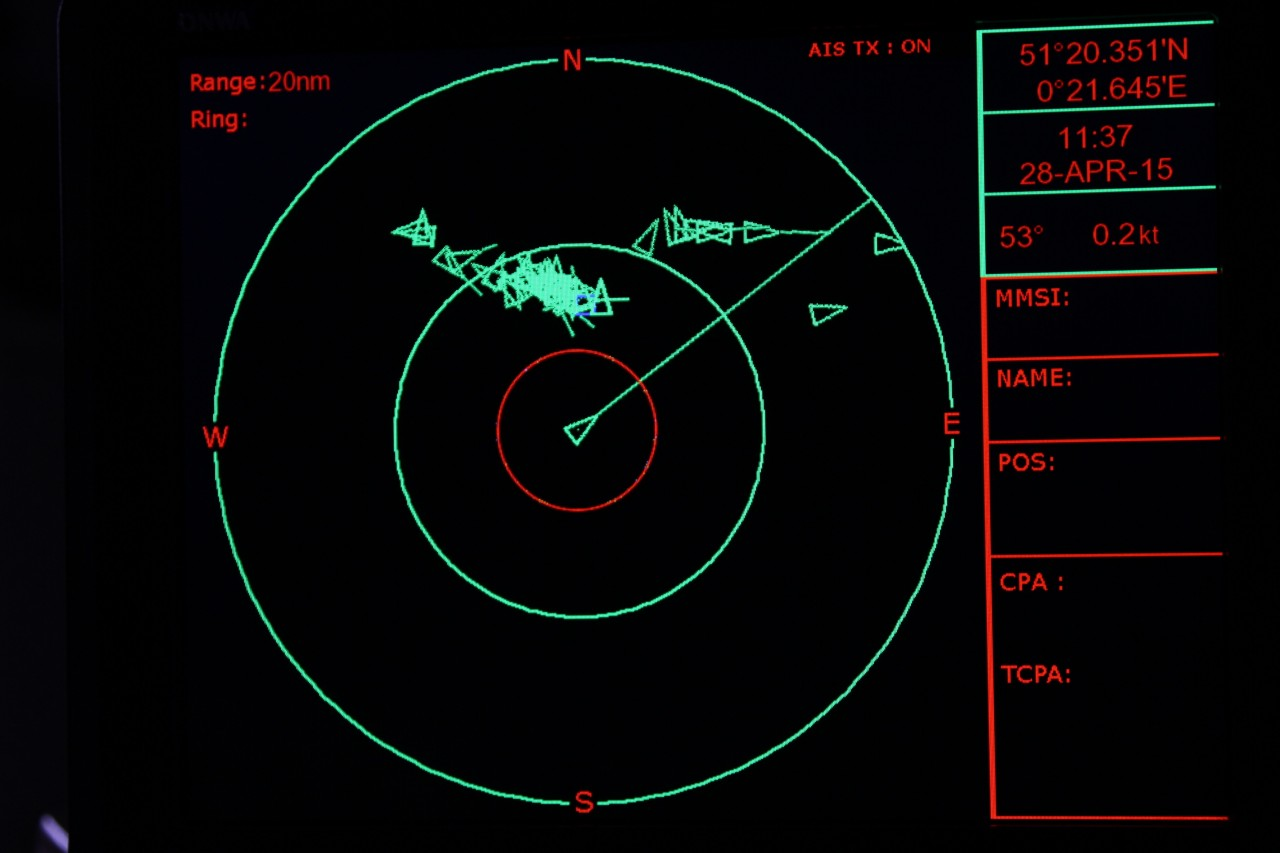 ONWA
Range:20nm
Ring:
AIS TX : ON
N
W
E
S
51°20.351'N
0°21.645'E
11:37
28-APR-15
53° 0.2kt
MMSI:
NAME:
POS:
CPA :
TCPA: